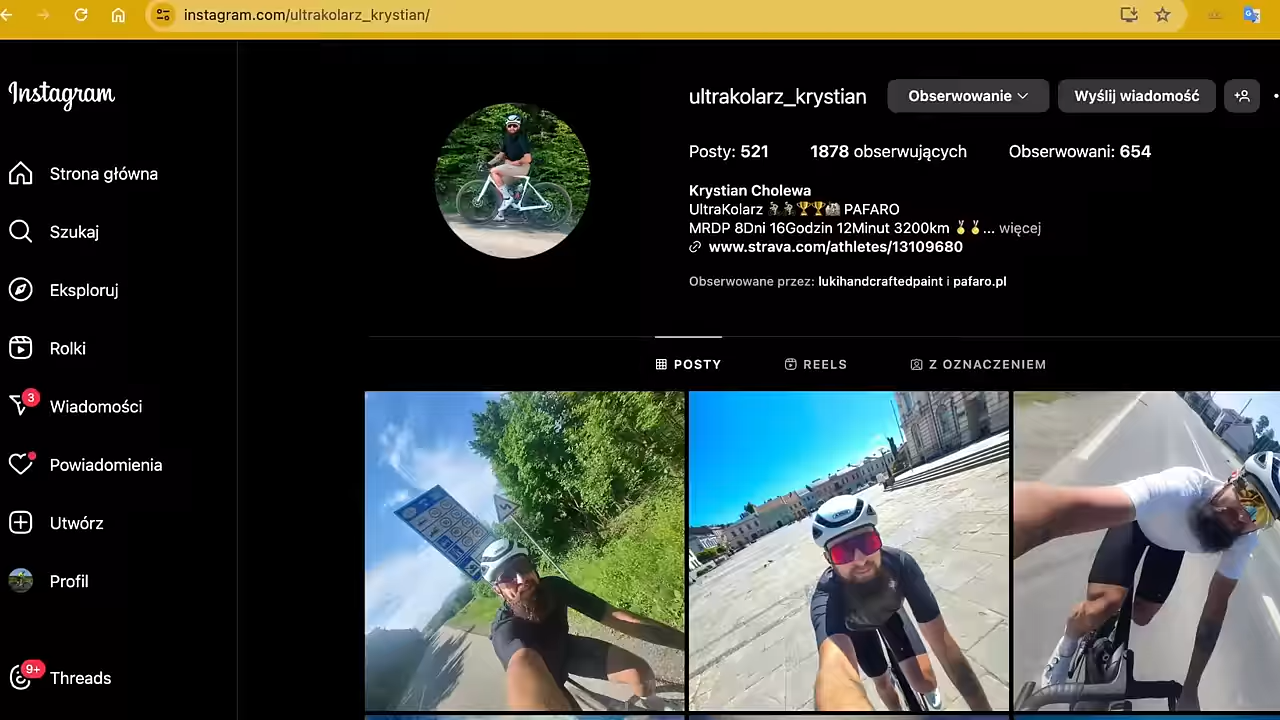 instagram.com/ultrakolarz_krystian/
Instagram
Strona główna
Szukaj
Eksploruj
Rolki
3
Wiadomości
Powiadomienia
Utwórz
Profil
9+
Threads
ultrakolarz_krystian
Obserwowanie
Wyślij wiadomość
Posty: 521
1878 obserwujących
Obserwowani: 654
Krystian Cholewa
UltraKolarz 🚴🚴🏆🏆 PAFARO
MRDP 8Dni 16Godzin 12Minut 3200km 🏅🏅... więcej
www.strava.com/athletes/13109680
Obserwowane przez: lukihandcraftedpaint i pafaro.pl
POSTY
REELS
Z OZNACZENIEM